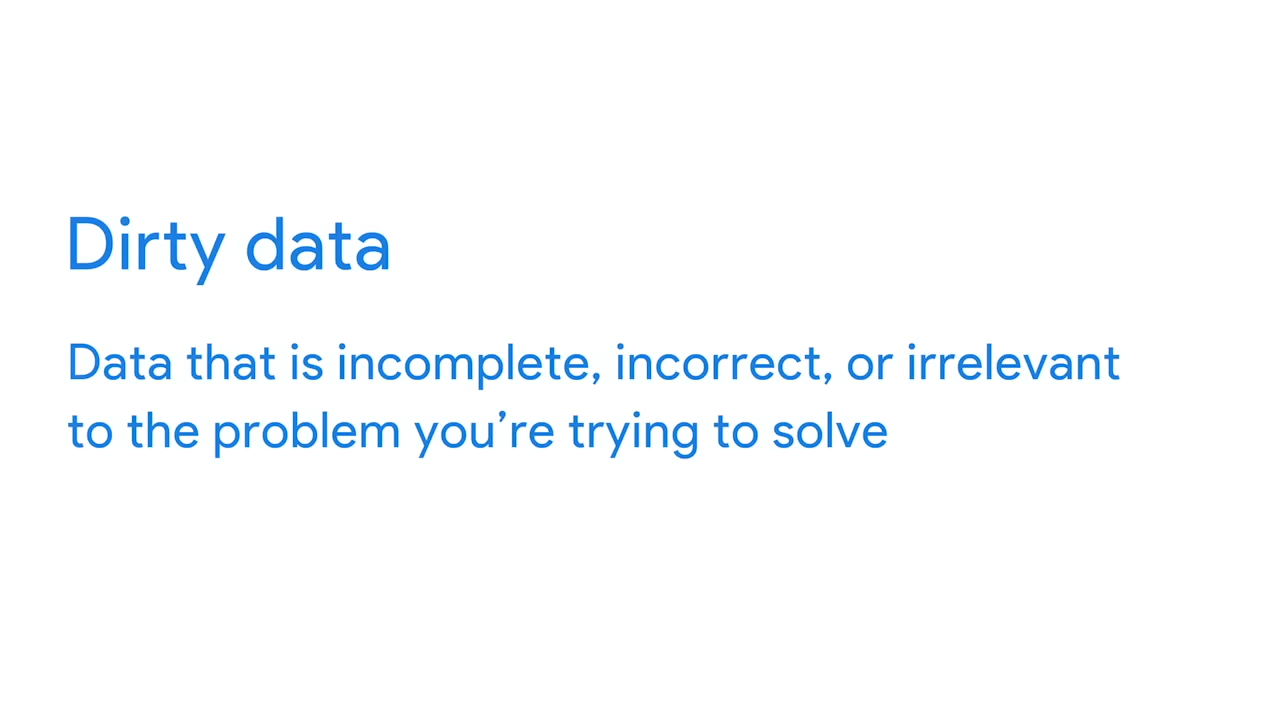 Dirty data
Data that is incomplete, incorrect, or irrelevant
to the problem you’re trying to solve